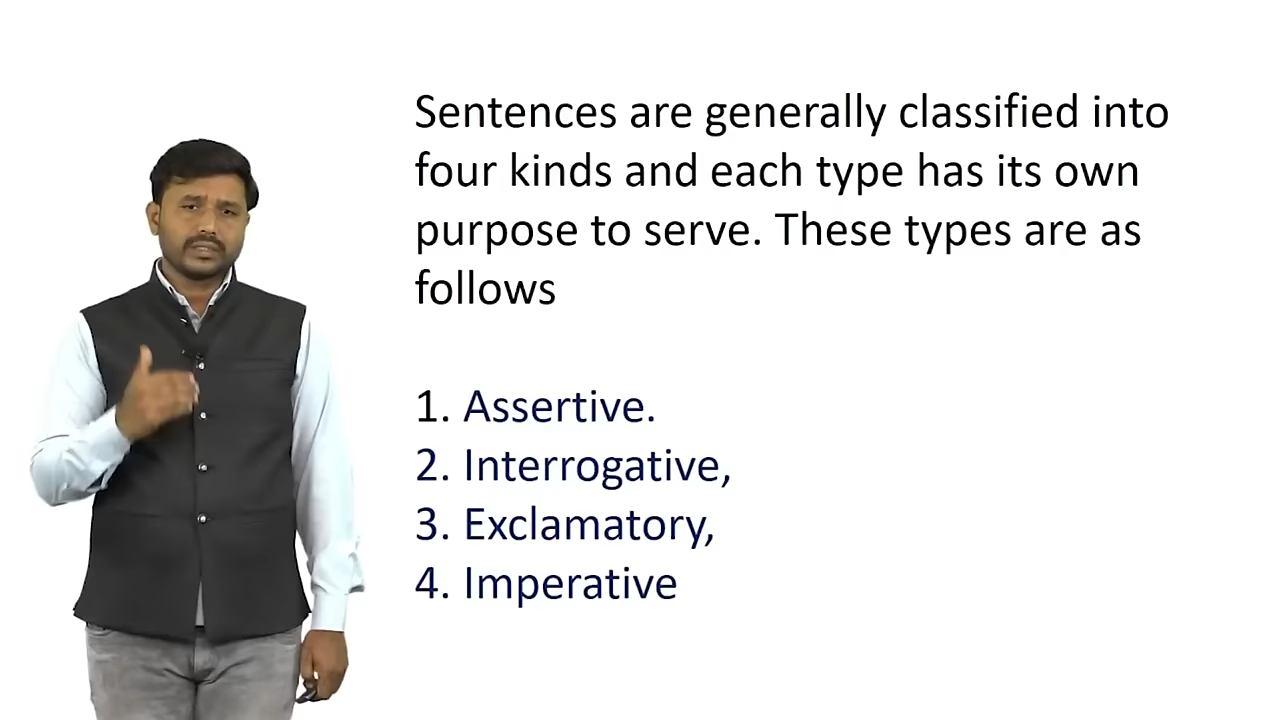 Sentences are generally classified into
four kinds and each type has its own
purpose to serve. These types are as
follows
1. Assertive.
2. Interrogative,
3. Exclamatory,
4. Imperative